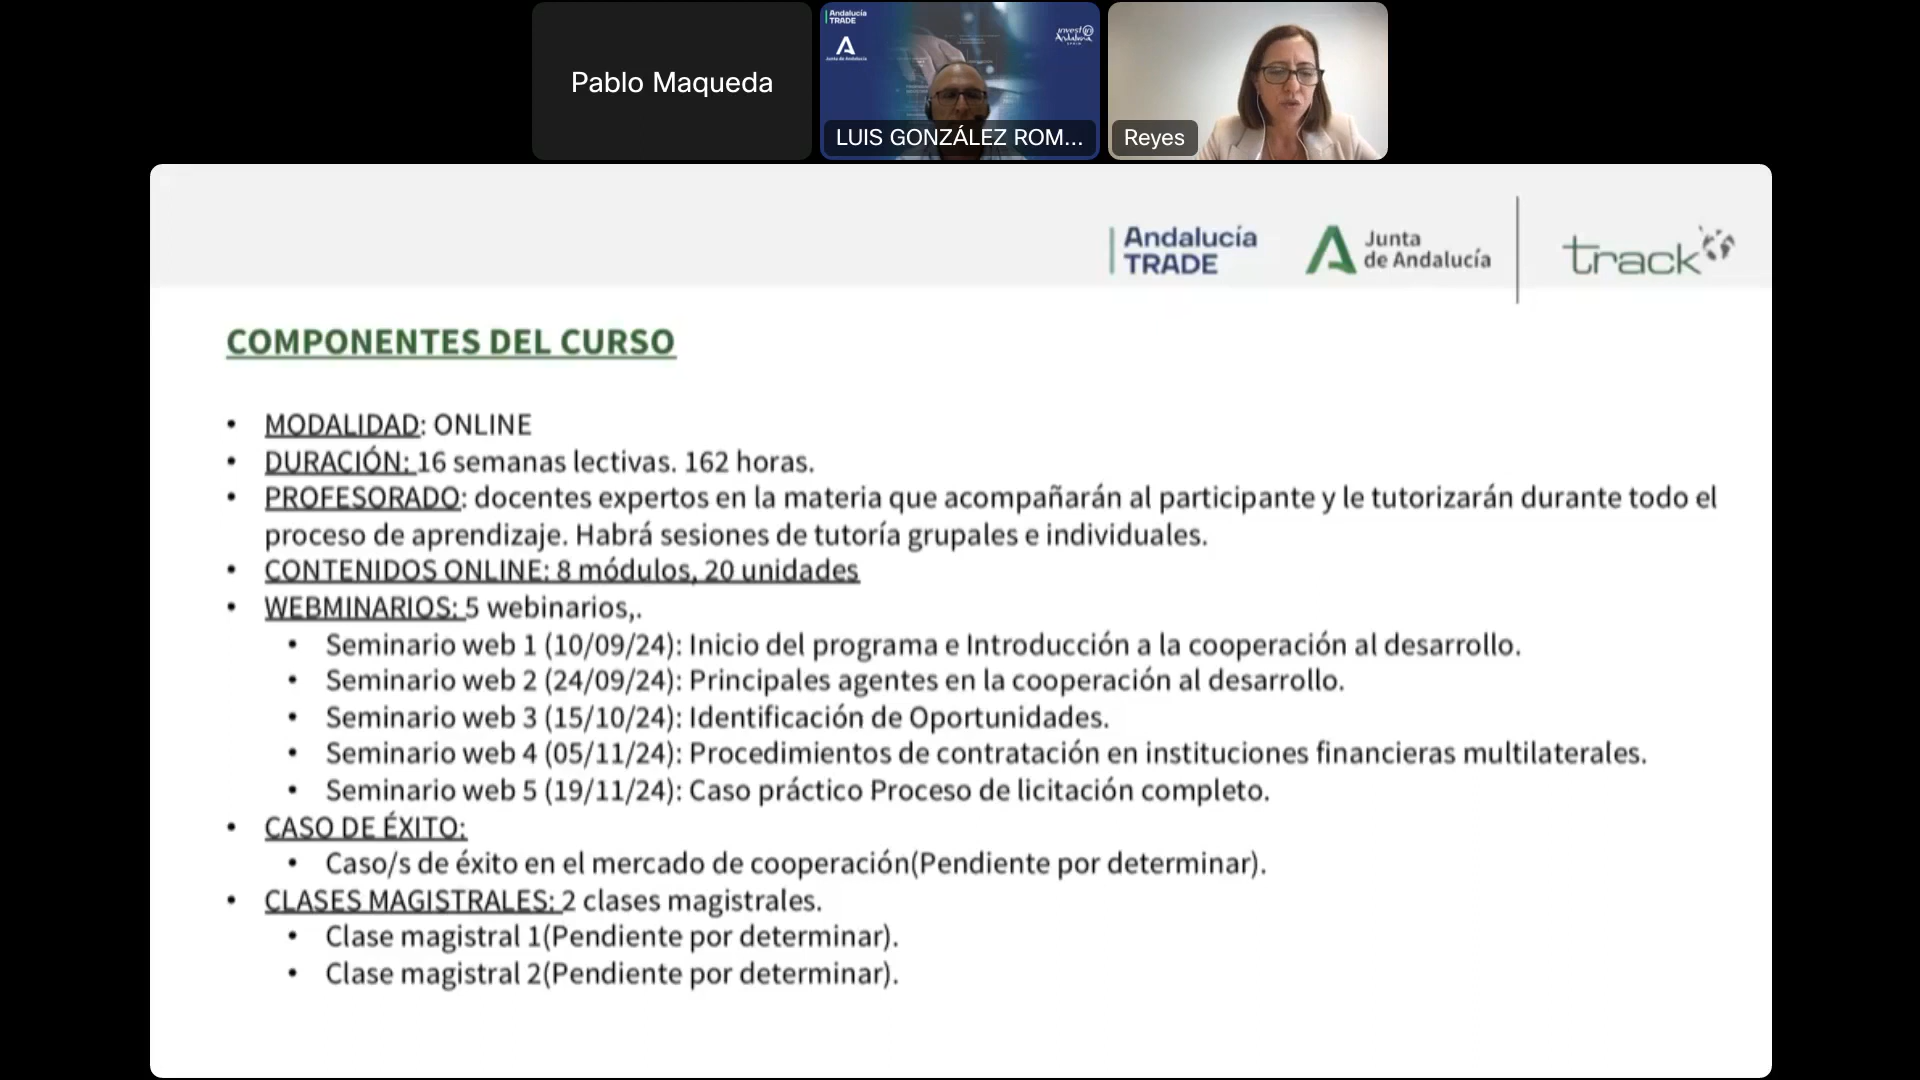 Pablo Maqueda
Andalucía
TRADE
Junta de Andalucía
LUIS GONZÁLEZ ROM...
Reyes
Andalucía
TRADE
Junta
de Andalucía
track
COMPONENTES DEL CURSO
• MODALIDAD: ONLINE
• DURACIÓN: 16 semanas lectivas. 162 horas.
• PROFESORADO: docentes expertos en la materia que acompañarán al participante y le tutorizarán durante todo el
proceso de aprendizaje. Habrá sesiones de tutoría grupales e individuales.
• CONTENIDOS ONLINE: 8 módulos, 20 unidades
• WEBMINARIOS: 5 webinarios,.
• Seminario web 1 (10/09/24): Inicio del programa e Introducción a la cooperación al desarrollo.
• Seminario web 2 (24/09/24): Principales agentes en la cooperación al desarrollo.
• Seminario web 3 (15/10/24): Identificación de Oportunidades.
• Seminario web 4 (05/11/24): Procedimientos de contratación en instituciones financieras multilaterales.
• Seminario web 5 (19/11/24): Caso práctico Proceso de licitación completo.
• CASO DE ÉXITO:
• Caso/s de éxito en el mercado de cooperación(Pendiente por determinar).
• CLASES MAGISTRALES: 2 clases magistrales.
• Clase magistral 1(Pendiente por determinar).
• Clase magistral 2(Pendiente por determinar).